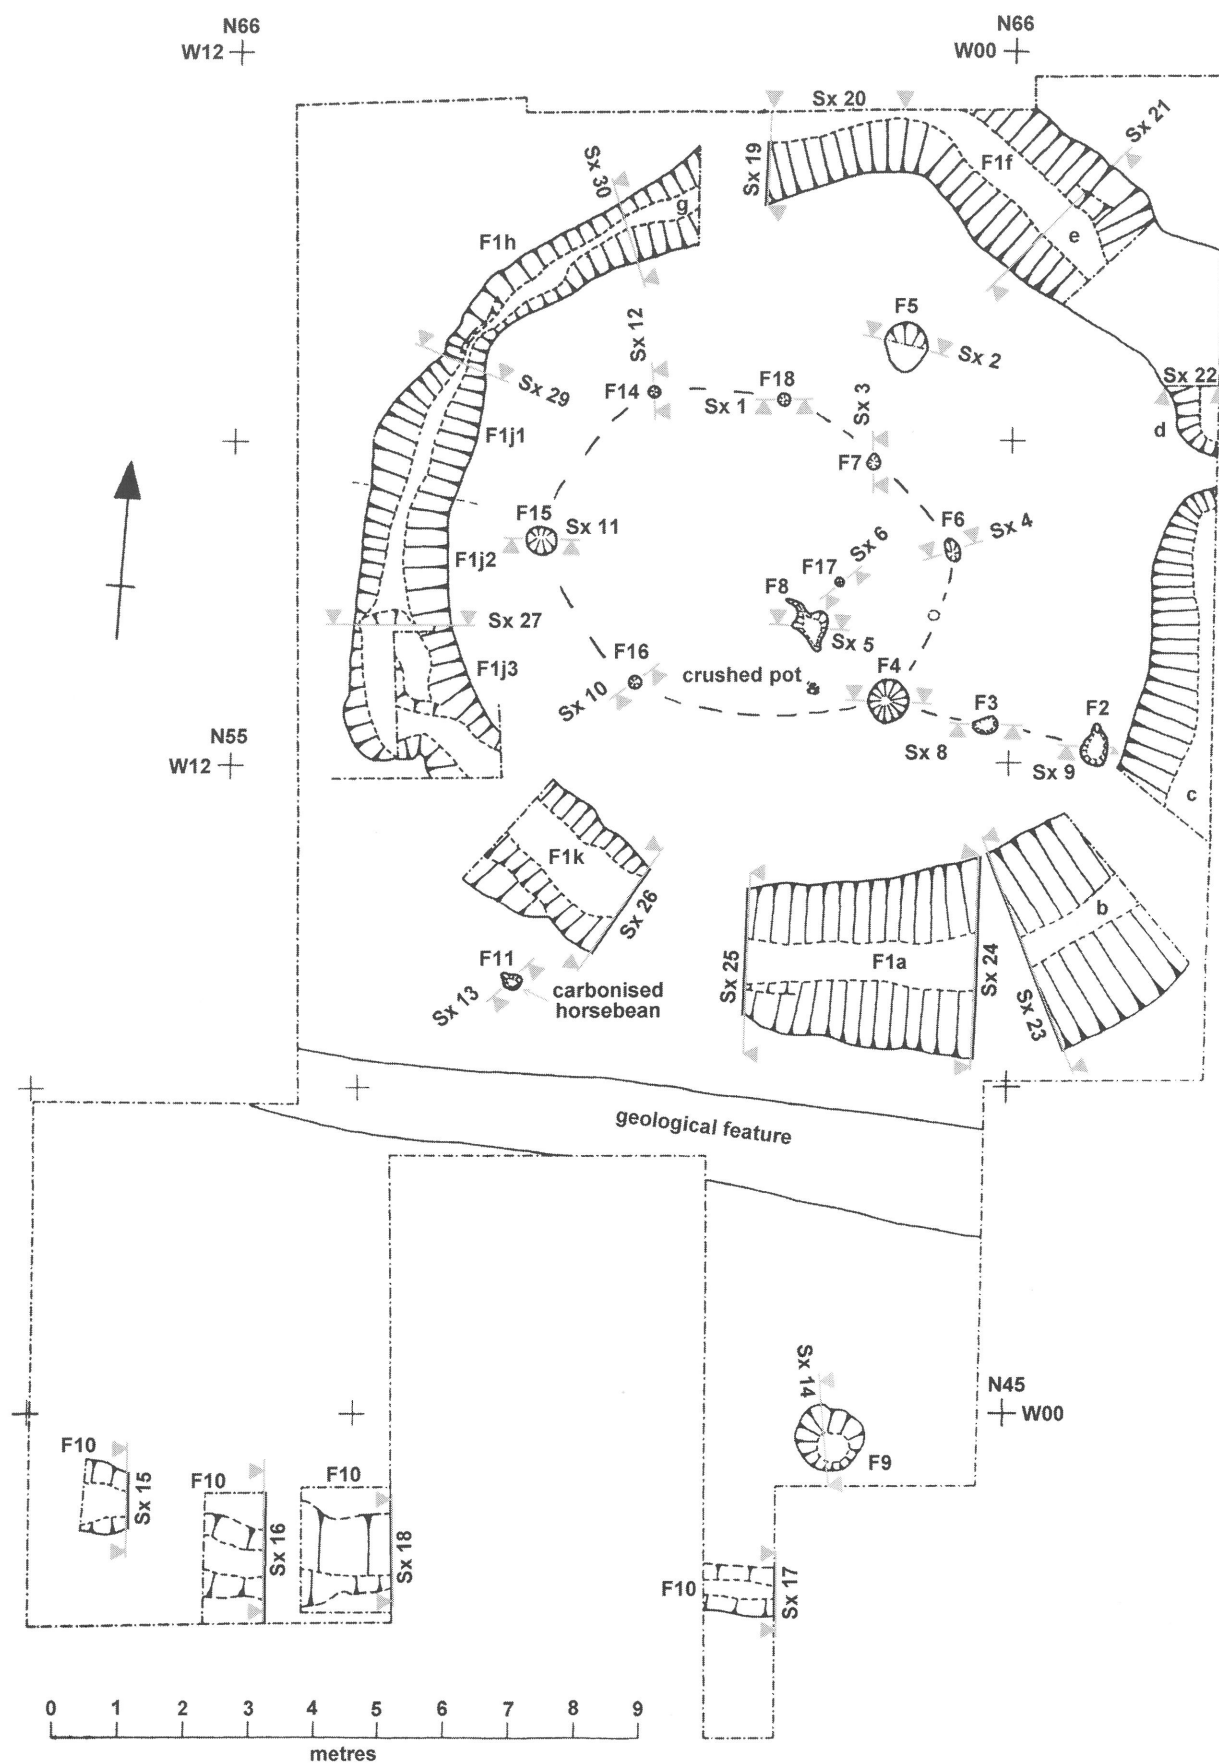 N66
W12
N66
W00
Sx 20
Sx 21
Sx 19
F1f
Sx 30
g
e
F1h
F5
Sx 2
Sx 12
Sx 22
F14
F18
Sx 3
Sx 1
Sx 29
d
F1j1
F7
F15
Sx 11
F6
Sx 4
Sx 6
F1j2
F17
F8
Sx 27
Sx 5
F16
F4
F1j3
crushed pot
Sx 10
F3
F2
N55
W12
Sx 8
Sx 9
c
F1k
Sx 26
b
Sx 25
F1a
Sx 24
F11
Sx 13
carbonised
horsebean
Sx 23
geological feature
Sx 14
N45
W00
F10
F9
F10
F10
Sx 15
Sx 16
Sx 18
F10
Sx 17
0 1 2 3 4 5 6 7 8 9
metres